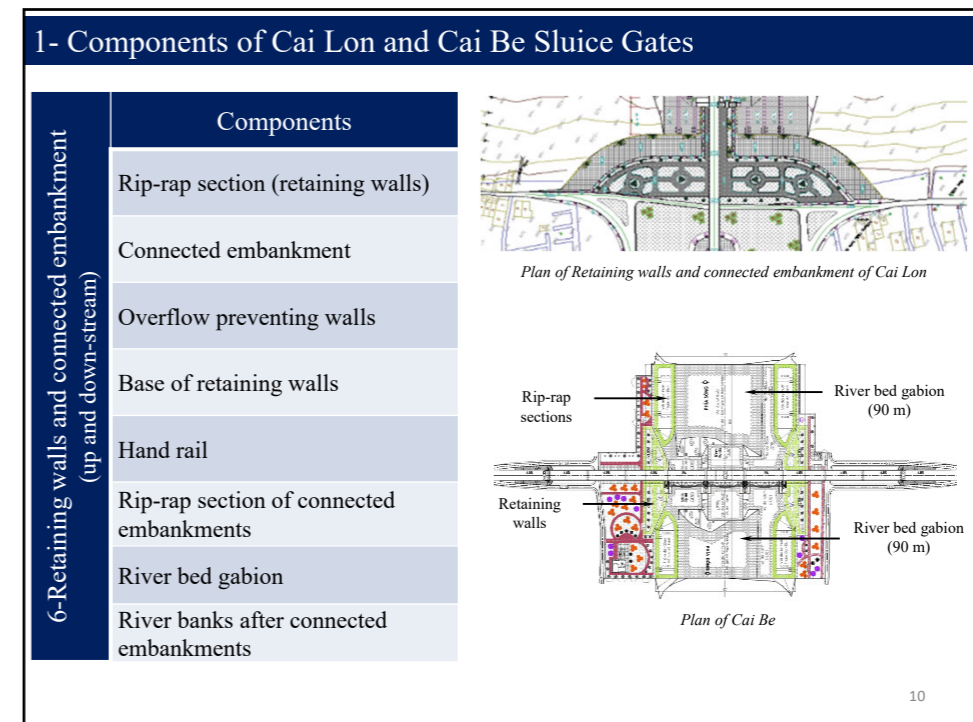 1- Components of Cai Lon and Cai Be Sluice Gates
6-Retaining walls and connected embankment
(up and down-stream)
Components
Rip-rap section (retaining walls)
Connected embankment
Overflow preventing walls
Base of retaining walls
Hand rail
Rip-rap section of connected
embankments
River bed gabion
River banks after connected
embankments
Plan of Retaining walls and connected embankment of Cai Lon
Rip-rap
sections
River bed gabion
(90 m)
Retaining
walls
River bed gabion
(90 m)
Plan of Cai Be
10